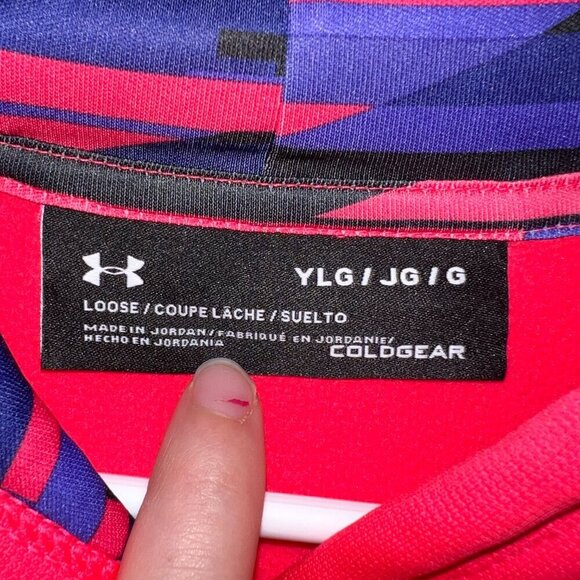 YLG / JG / G
LOOSE / COUPE LÂCHE / SUELTO
MADE IN JORDAN / FABRIQUÉ EN JORDANIE /
HECHO EN JORDANIA
COLDGEAR